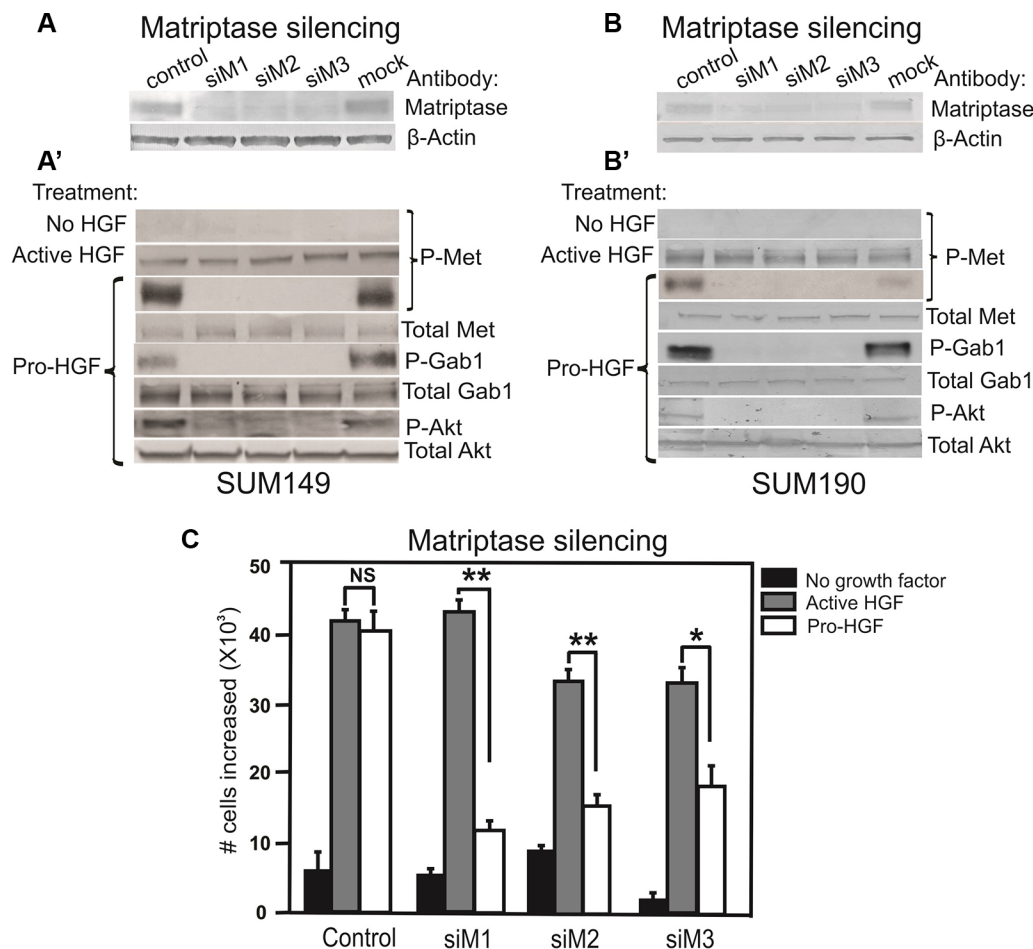 A
Matriptase silencing
control siM1 siM2 siM3 mock Antibody:
Matriptase
β-Actin
A’
Treatment:
No HGF
Active HGF
P-Met
Pro-HGF
Total Met
P-Gab1
Total Gab1
P-Akt
Total Akt
SUM149
B
Matriptase silencing
control siM1 siM2 siM3 mock Antibody:
Matriptase
β-Actin
B’
Treatment:
No HGF
Active HGF
P-Met
Pro-HGF
Total Met
P-Gab1
Total Gab1
P-Akt
Total Akt
SUM190
C
Matriptase silencing
# cells increased (X10³)
50
40
30
20
10
0
NS
**
**
*
No growth factor
Active HGF
Pro-HGF
Control siM1 siM2 siM3